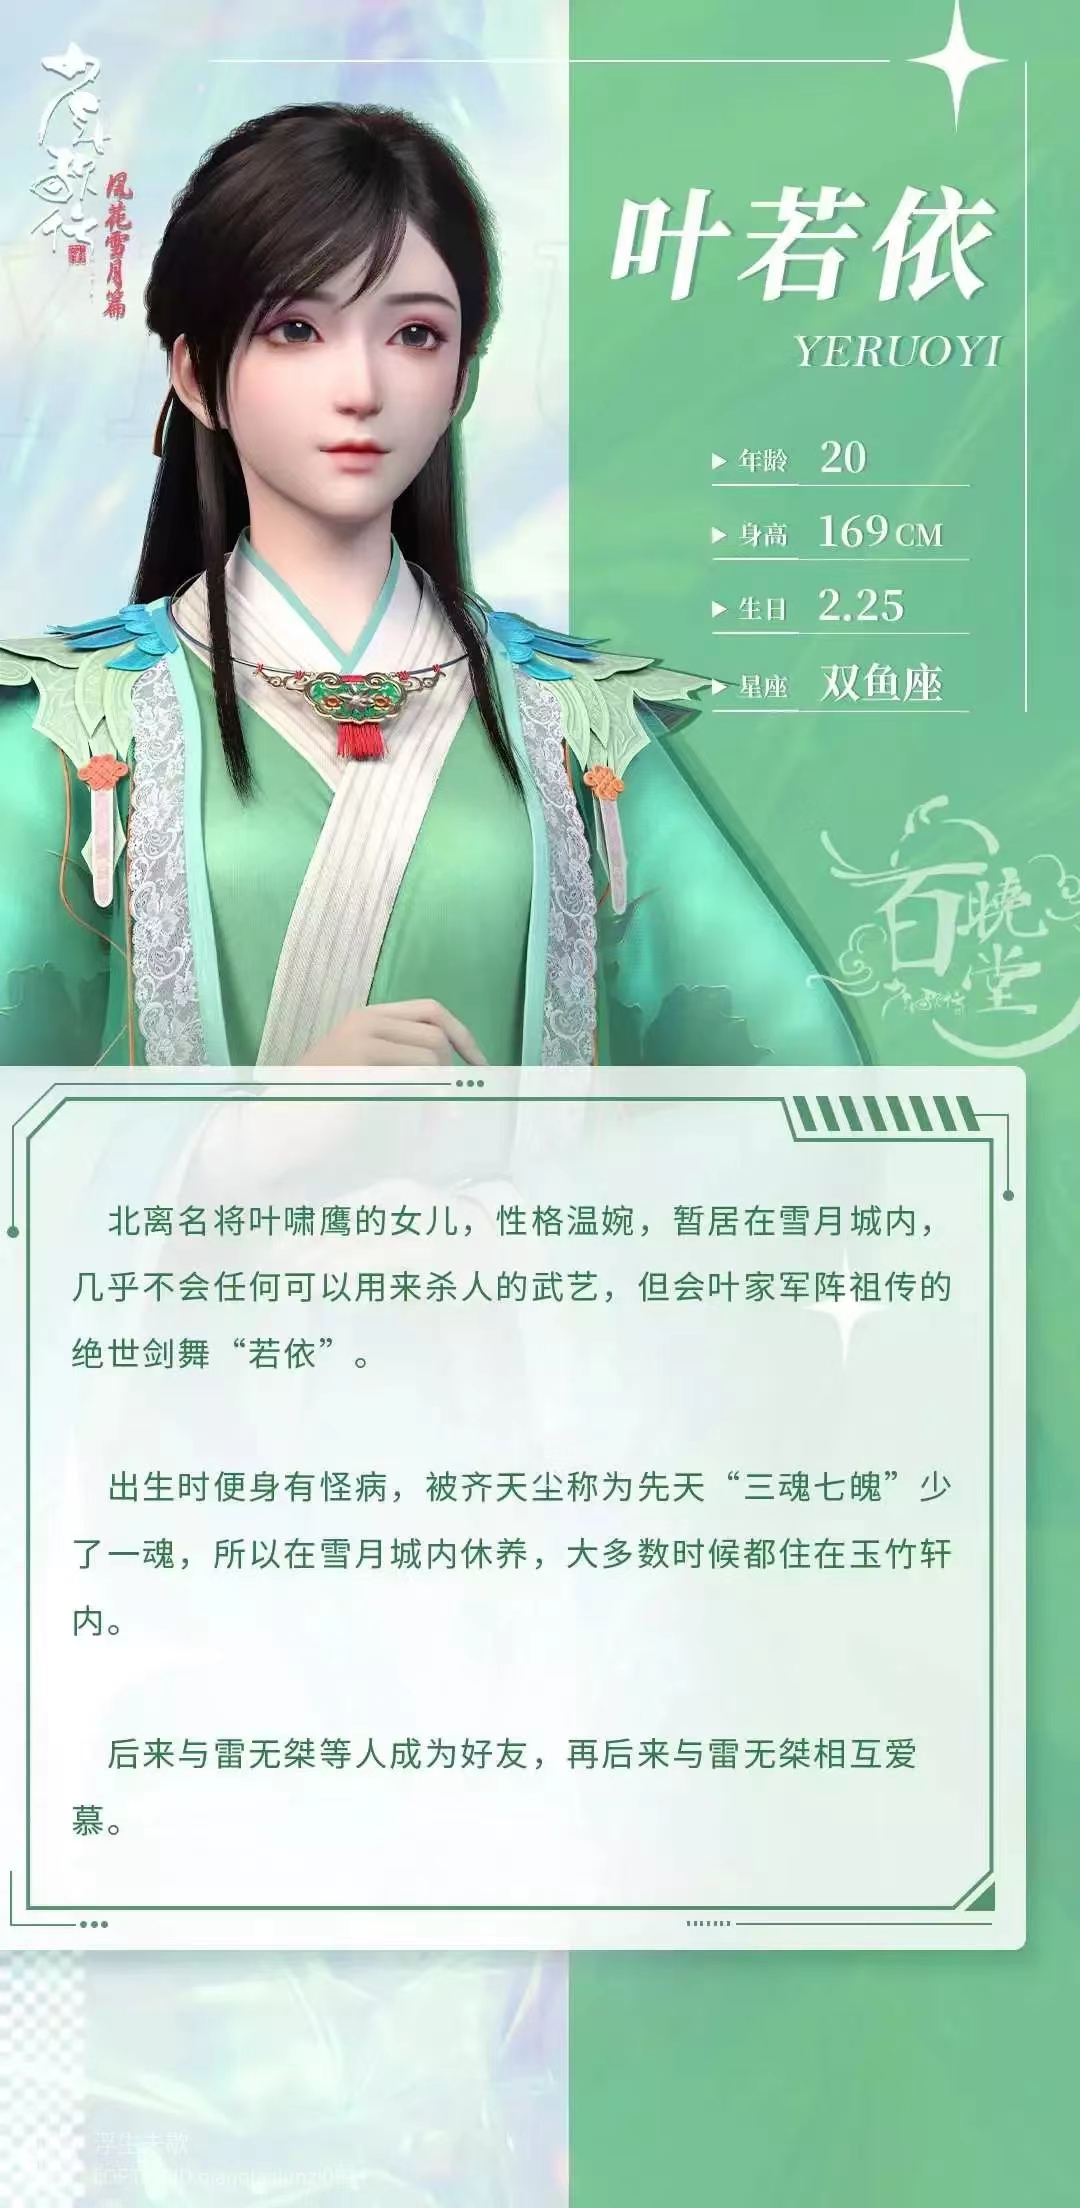 少年歌行
风花雪月篇
叶若依
YERUOYI
年龄 20
身高 169 CM
生日 2.25
星座 双鱼座
百晓堂
少年歌行
北离名将叶啸鹰的女儿，性格温婉，暂居在雪月城内，
几乎不会任何可以用来杀人的武艺，但会叶家军阵祖传的
绝世剑舞“若依”。
出生时便身有怪病，被齐天尘称为先天“三魂七魄”少
了一魂，所以在雪月城内休养，大多数时候都住在玉竹轩
内。
后来与雷无桀等人成为好友，再后来与雷无桀相互爱
慕。